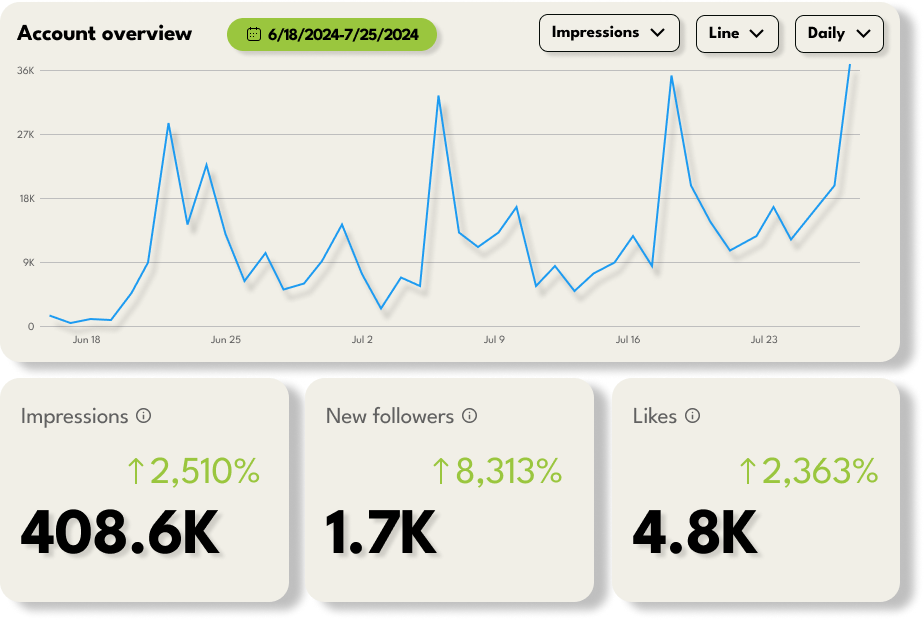 Account overview
6/18/2024-7/25/2024
Impressions
Line
Daily
36K
27K
18K
9K
0
Jun 18
Jun 25
Jul 2
Jul 9
Jul 16
Jul 23
Impressions
↑2,510%
408.6K
New followers
↑8,313%
1.7K
Likes
↑2,363%
4.8K